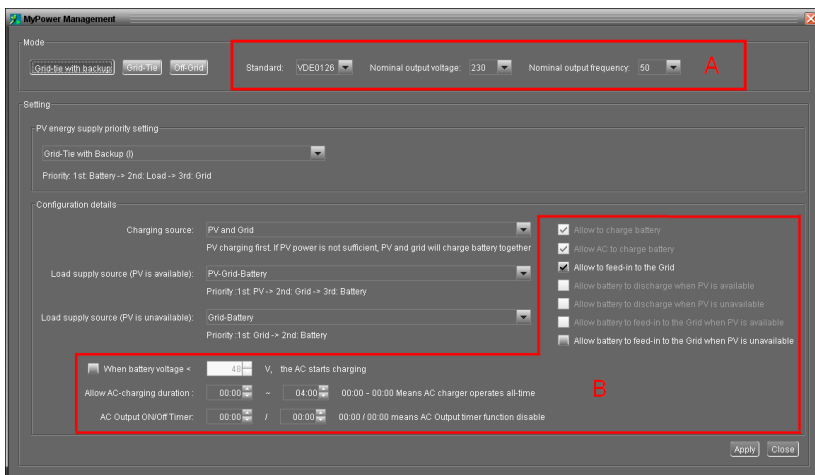 MyPower Management
Mode
Grid-tie with backup Grid-Tie Off-Grid Standard: VDE0126 Nominal output voltage: 230 Nominal output frequency: 50 A
Setting
PV energy supply priority setting
Grid-Tie with Backup (I)
Priority: 1st: Battery -> 2nd: Load -> 3rd: Grid
Configuration details
Charging source: PV and Grid
PV charging first. If PV power is not sufficient, PV and grid will charge battery together
Load supply source (PV is available): PV-Grid-Battery
Priority :1st: PV -> 2nd: Grid -> 3rd: Battery
Load supply source (PV is unavailable): Grid-Battery
Priority :1st: Grid -> 2nd: Battery
Allow to charge battery
Allow AC to charge battery
Allow to feed-in to the Grid
Allow battery to discharge when PV is available
Allow battery to discharge when PV is unavailable
Allow battery to feed-in to the Grid when PV is available
Allow battery to feed-in to the Grid when PV is unavailable
When battery voltage < 48 V, the AC starts charging
Allow AC-charging duration : 00:00 ~ 04:00 00:00 - 00:00 Means AC charger operates all-time
AC Output ON/Off Timer: 00:00 / 00:00 00:00 / 00:00 means AC Output timer function disable
B
Apply Close